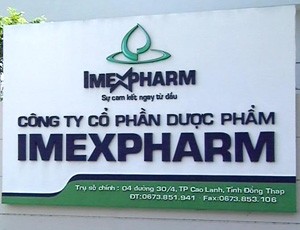 IMEXPHARM
Sự cam kết ngay từ đầu
CÔNG TY CỔ PHẦN DƯỢC PHẨM
IMEXPHARM
Trụ sở chính : 04 đường 30/4, TP Cao Lãnh, Tỉnh Đồng Tháp
ĐT:0673.851.941 Fax:0673.853.106